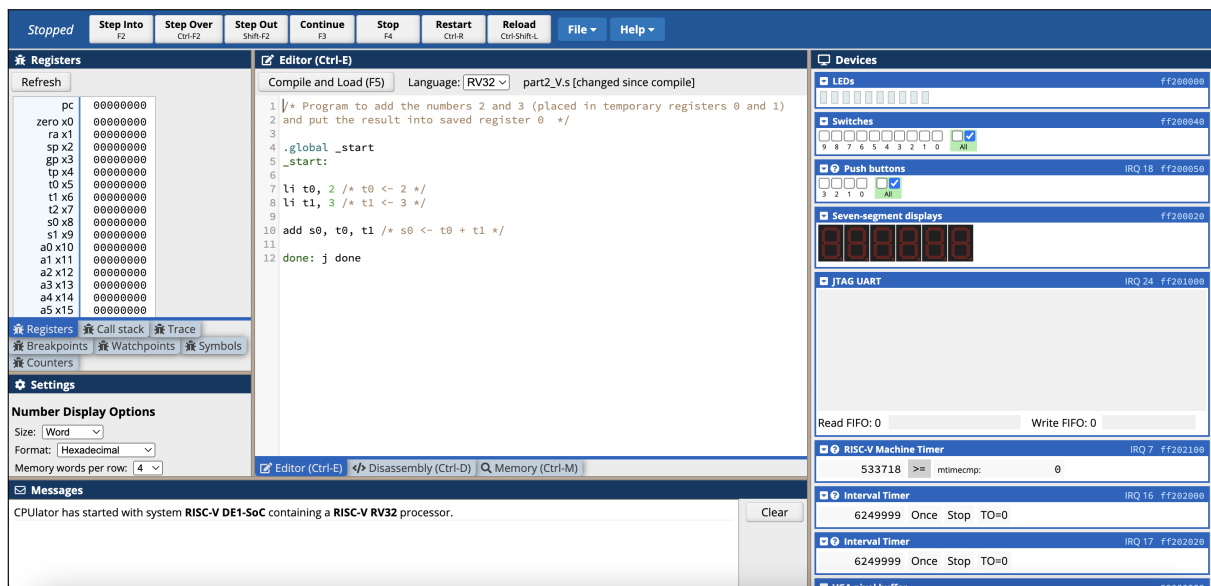 Stopped
Step Into
F2
Step Over
Ctrl-F2
Step Out
Shift-F2
Continue
F3
Stop
F4
Restart
Ctrl-R
Reload
Ctrl-Shift-L
File
Help
Registers
Refresh
pc 00000000
zero x0 00000000
ra x1 00000000
sp x2 00000000
gp x3 00000000
tp x4 00000000
t0 x5 00000000
t1 x6 00000000
t2 x7 00000000
s0 x8 00000000
s1 x9 00000000
a0 x10 00000000
a1 x11 00000000
a2 x12 00000000
a3 x13 00000000
a4 x14 00000000
a5 x15 00000000
Registers Call stack Trace
Breakpoints Watchpoints Symbols
Counters
Settings
Number Display Options
Size: Word
Format: Hexadecimal
Memory words per row: 4
Editor (Ctrl-E)
Compile and Load (F5) Language: RV32 part2_V.s [changed since compile]
1 /* Program to add the numbers 2 and 3 (placed in temporary registers 0 and 1)
2 and put the result into saved register 0 */
3
4 .global _start
5 _start:
6
7 li t0, 2 /* t0 <- 2 */
8 li t1, 3 /* t1 <- 3 */
9
10 add s0, t0, t1 /* s0 <- t0 + t1 */
11
12 done: j done
Editor (Ctrl-E) Disassembly (Ctrl-D) Memory (Ctrl-M)
Messages
CPUlator has started with system RISC-V DE1-SoC containing a RISC-V RV32 processor.
Clear
Devices
LEDs ff200000
Switches ff200040
9 8 7 6 5 4 3 2 1 0 All
Push buttons IRQ 18 ff200050
3 2 1 0 All
Seven-segment displays ff200020
JTAG UART IRQ 24 ff201000
Read FIFO: 0 Write FIFO: 0
RISC-V Machine Timer IRQ 7 ff202100
533718 >= mtimecmp: 0
Interval Timer IRQ 16 ff202000
6249999 Once Stop TO=0
Interval Timer IRQ 17 ff202020
6249999 Once Stop TO=0